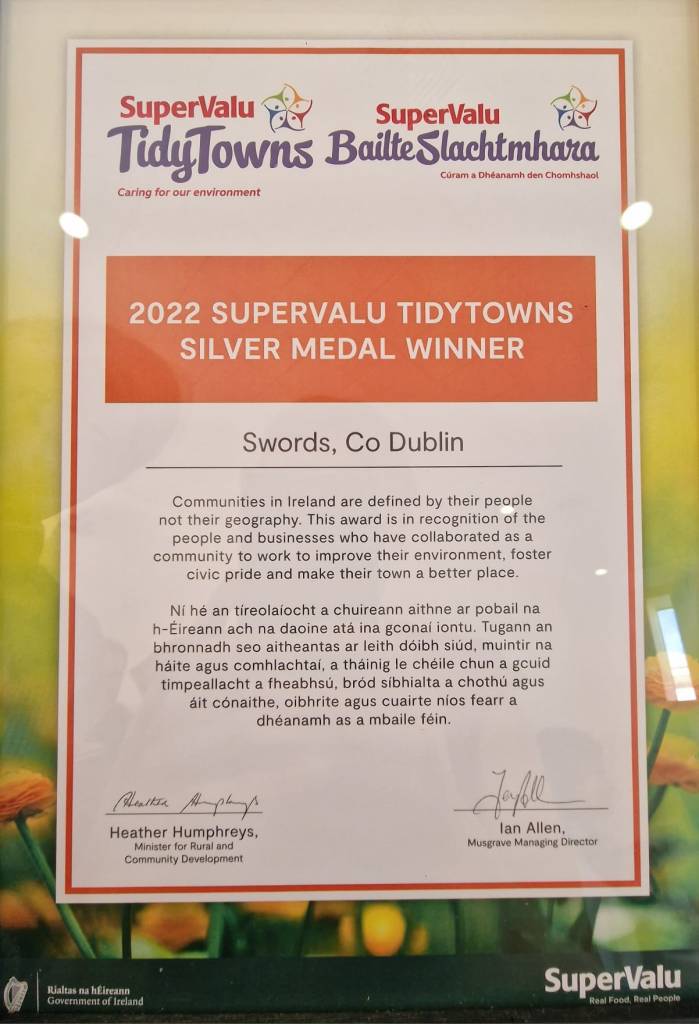 SuperValu
TidyTowns
Caring for our environment
SuperValu
Bailte Slachtmhara
Cúram a Dhéanamh den Chomhshaol
2022 SUPERVALU TIDYTOWNS
SILVER MEDAL WINNER
Swords, Co Dublin
Communities in Ireland are defined by their people
not their geography. This award is in recognition of the
people and businesses who have collaborated as a
community to work to improve their environment, foster
civic pride and make their town a better place.
Ní hé an tíreolaíocht a chuireann aithne ar pobail na
h-Éireann ach na daoine atá ina gconaí iontu. Tugann an
bhronnadh seo aitheantas ar leith dóibh siúd, muintir na
háite agus comhlachtaí, a tháinig le chéile chun a gcuid
timpeallacht a fheabhsú, bród síbhialta a chothú agus
áit cónaithe, oibhrite agus cuairte níos fearr a
dhéanamh as a mbaile féin.
Heather Humphreys
Heather Humphreys,
Minister for Rural and
Community Development
Ian Allen,
Musgrave Managing Director
Rialtas na hÉireann
Government of Ireland
SuperValu
Real Food, Real People